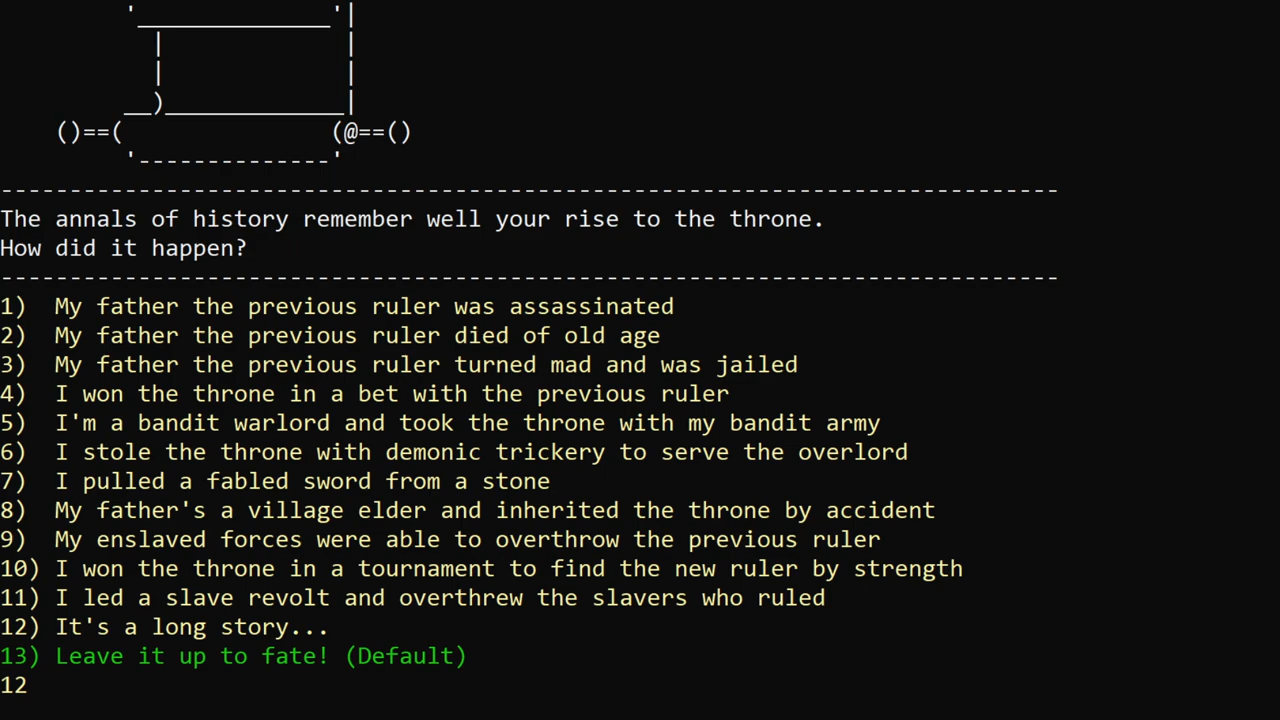 '______________'|
|             |
|             |
__)_____________|
()==(               (@==()
'--------------'
-----------------------------------------------------------------------------
The annals of history remember well your rise to the throne.
How did it happen?
-----------------------------------------------------------------------------
1)  My father the previous ruler was assassinated
2)  My father the previous ruler died of old age
3)  My father the previous ruler turned mad and was jailed
4)  I won the throne in a bet with the previous ruler
5)  I'm a bandit warlord and took the throne with my bandit army
6)  I stole the throne with demonic trickery to serve the overlord
7)  I pulled a fabled sword from a stone
8)  My father's a village elder and inherited the throne by accident
9)  My enslaved forces were able to overthrow the previous ruler
10) I won the throne in a tournament to find the new ruler by strength
11) I led a slave revolt and overthrew the slavers who ruled
12) It's a long story...
13) Leave it up to fate! (Default)
12